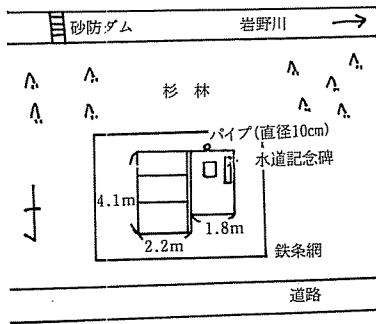 砂防ダム
岩野川
杉林
パイプ(直径10cm)
水道記念碑
4.1m
2.2m
1.8m
鉄条網
道路